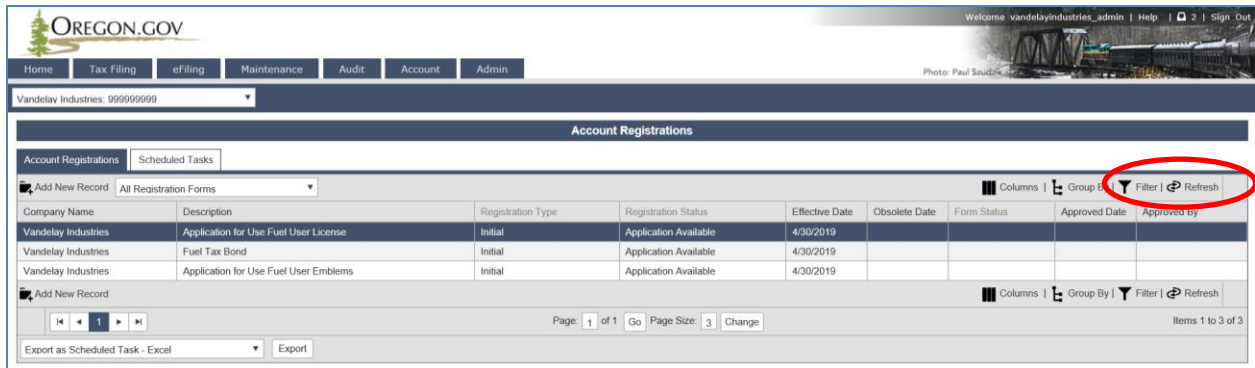 OREGON.GOV
Welcome vandelayindustries_admin | Help | 2 | Sign Out
Home Tax Filing eFiling Maintenance Audit Account Admin
Photo: Paul Szudzik
Vandelay Industries: 999999999
Account Registrations
Account Registrations Scheduled Tasks
Add New Record All Registration Forms Columns | Group By | Filter | Refresh
Company Name Description Registration Type Registration Status Effective Date Obsolete Date Form Status Approved Date Approved By
Vandelay Industries Application for Use Fuel User License Initial Application Available 4/30/2019
Vandelay Industries Fuel Tax Bond Initial Application Available 4/30/2019
Vandelay Industries Application for Use Fuel User Emblems Initial Application Available 4/30/2019
Add New Record Columns | Group By | Filter | Refresh
1 Page: 1 of 1 Go Page Size: 3 Change Items 1 to 3 of 3
Export as Scheduled Task - Excel Export